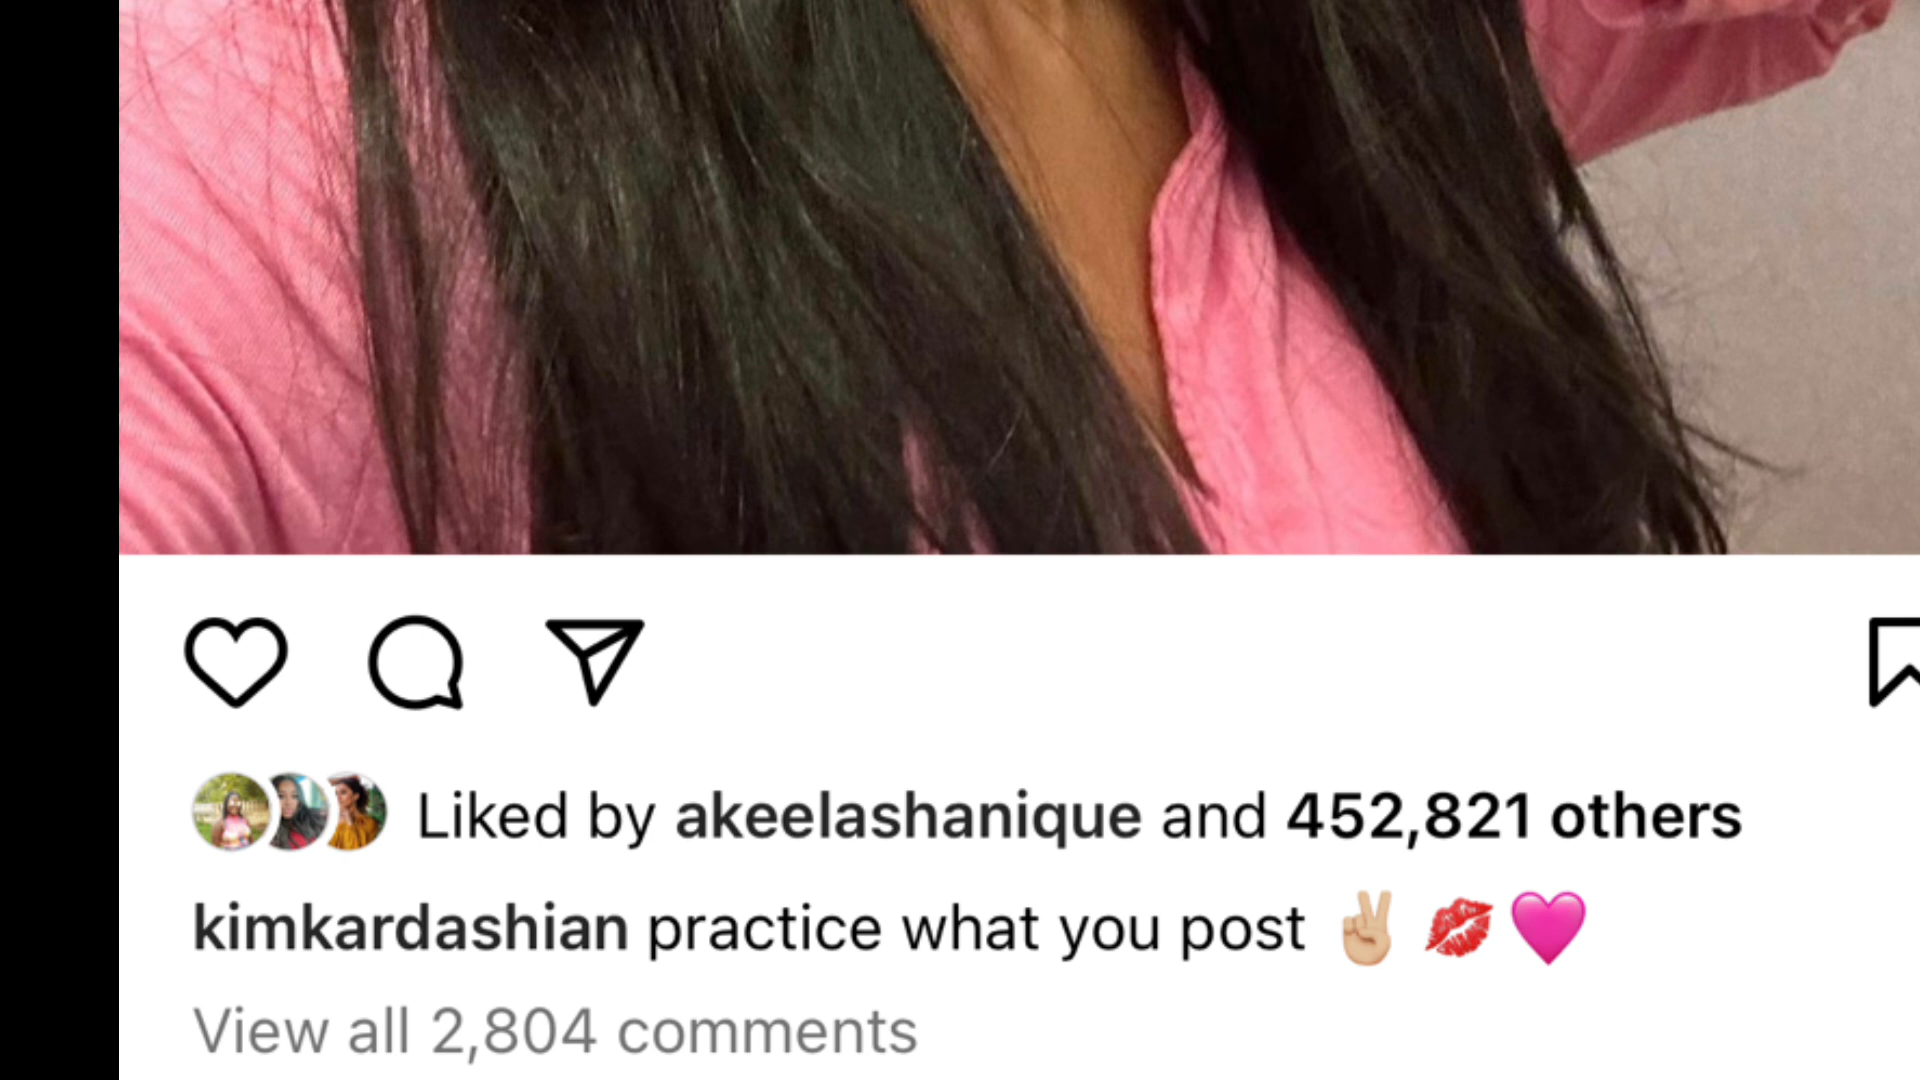 Liked by akeelashanique and 452,821 others
kimkardashian practice what you post ✌🏼 💋 🩷
View all 2,804 comments